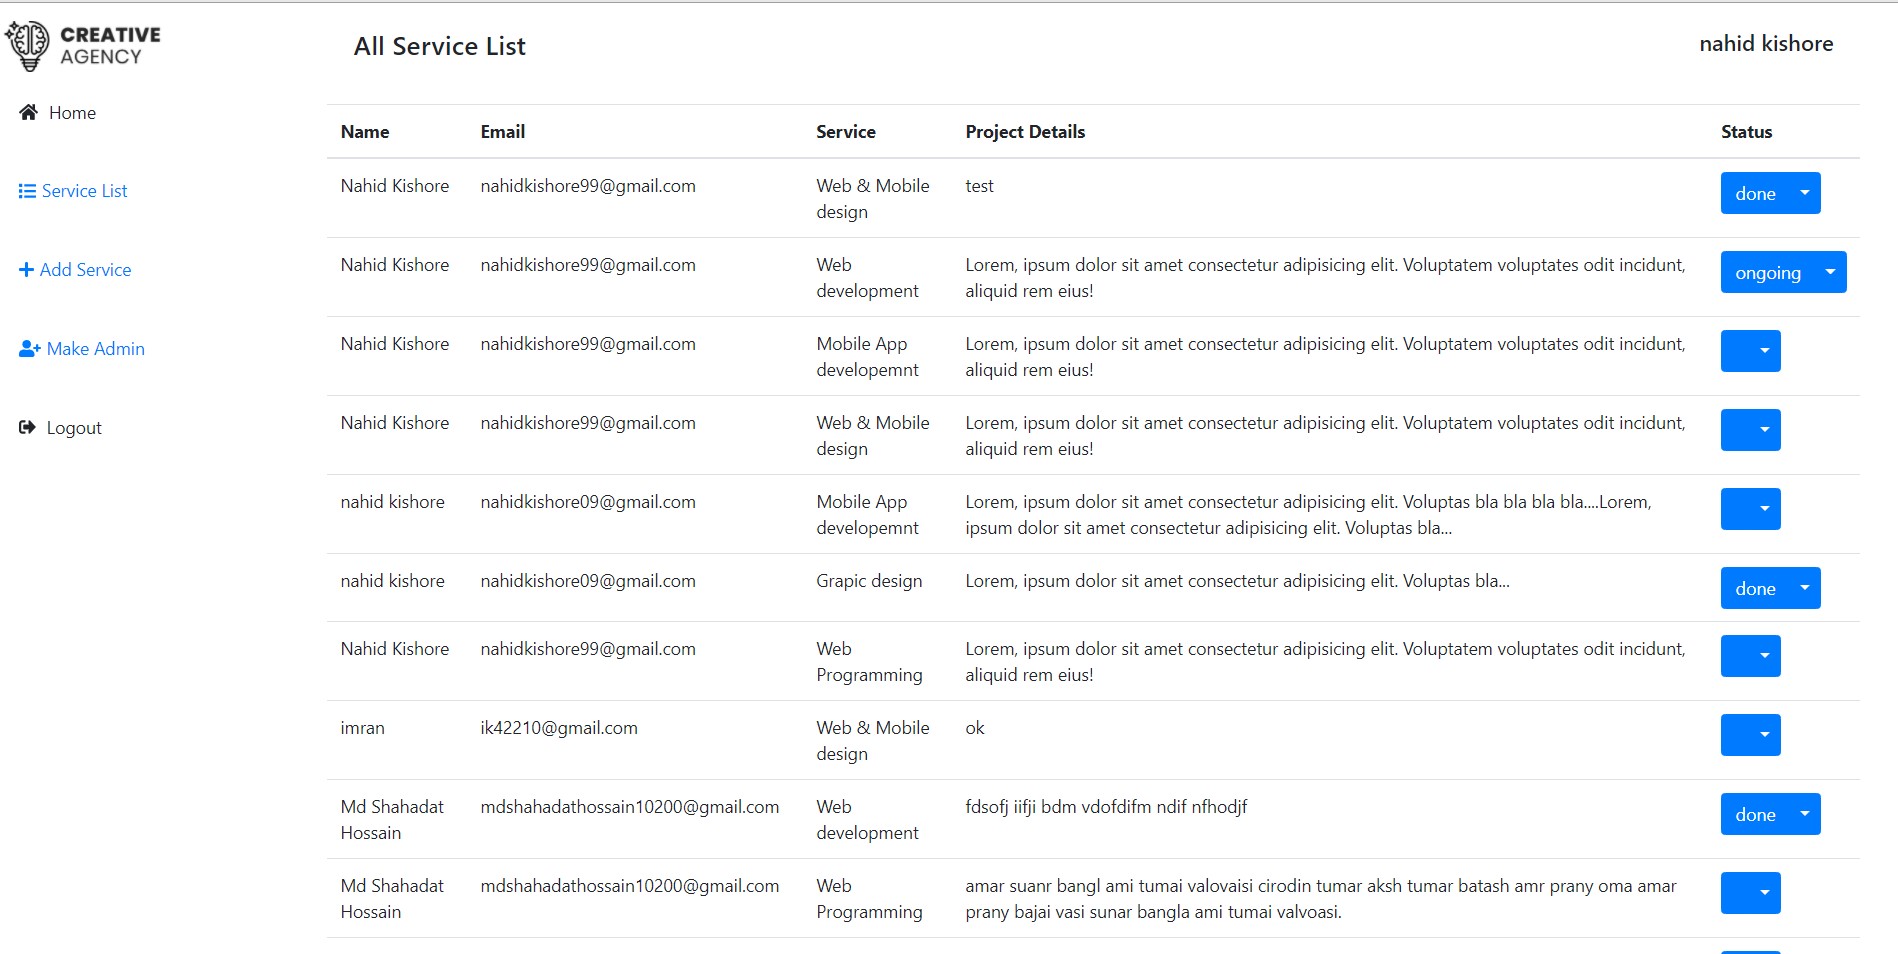 CREATIVE
AGENCY
All Service List
nahid kishore
Home
Service List
Add Service
Make Admin
Logout
Name Email Service Project Details Status
Nahid Kishore nahidkishore99@gmail.com Web & Mobile test done
design
Nahid Kishore nahidkishore99@gmail.com Web Lorem, ipsum dolor sit amet consectetur adipisicing elit. Voluptatem voluptates odit incidunt, ongoing
development aliquid rem eius!
Nahid Kishore nahidkishore99@gmail.com Mobile App Lorem, ipsum dolor sit amet consectetur adipisicing elit. Voluptatem voluptates odit incidunt,
developemnt aliquid rem eius!
Nahid Kishore nahidkishore99@gmail.com Web & Mobile Lorem, ipsum dolor sit amet consectetur adipisicing elit. Voluptatem voluptates odit incidunt,
design aliquid rem eius!
nahid kishore nahidkishore09@gmail.com Mobile App Lorem, ipsum dolor sit amet consectetur adipisicing elit. Voluptas bla bla bla bla....Lorem,
developemnt ipsum dolor sit amet consectetur adipisicing elit. Voluptas bla...
nahid kishore nahidkishore09@gmail.com Grapic design Lorem, ipsum dolor sit amet consectetur adipisicing elit. Voluptas bla... done
Nahid Kishore nahidkishore99@gmail.com Web Lorem, ipsum dolor sit amet consectetur adipisicing elit. Voluptatem voluptates odit incidunt,
Programming aliquid rem eius!
imran ik42210@gmail.com Web & Mobile ok
design
Md Shahadat mdshahadathossain10200@gmail.com Web fdsofj iifji bdm vdofdifm ndif nfhodjf done
Hossain development
Md Shahadat mdshahadathossain10200@gmail.com Web amar suanr bangl ami tumai valovaisi cirodin tumar aksh tumar batash amr prany oma amar
Hossain Programming prany bajai vasi sunar bangla ami tumai valvoasi.